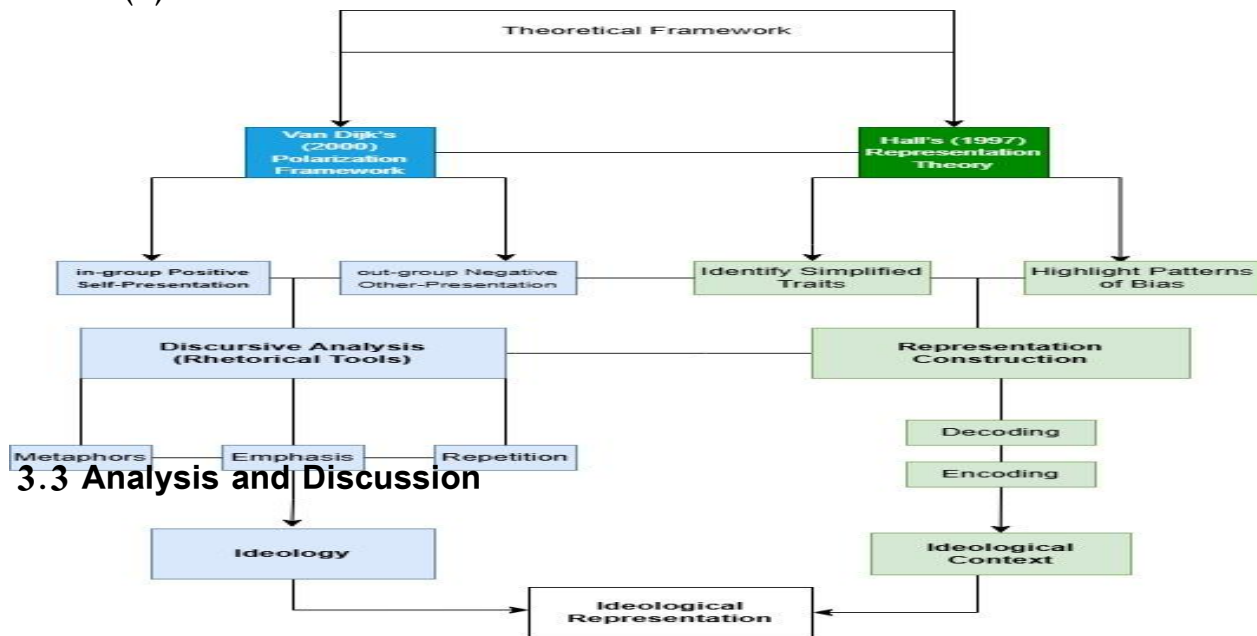 Theoretical Framework
Van Dijk's
(2000)
Polarization
Framework
Hall's (1997)
Representation
Theory
in-group Positive
Self-Presentation
out-group Negative
Other-Presentation
Identify Simplified
Traits
Highlight Patterns
of Bias
Discursive Analysis
(Rhetorical Tools)
Representation
Construction
Metaphors
Emphasis
Repetition
Decoding
Encoding
3.3 Analysis and Discussion
Ideology
Ideological
Context
Ideological
Representation